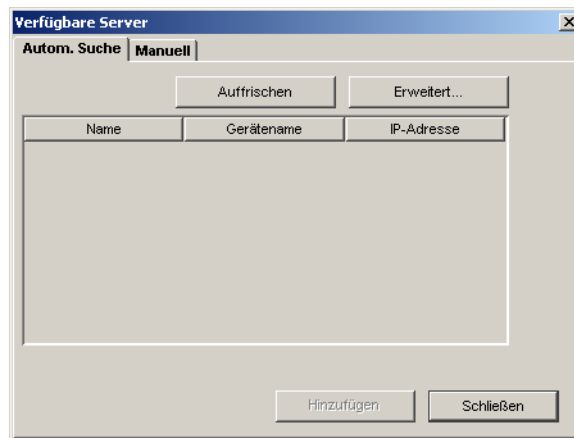 Verfügbare Server
Autom. Suche Manuell
Auffrischen Erweitert...
Name Gerätename IP-Adresse
Hinzufügen Schließen